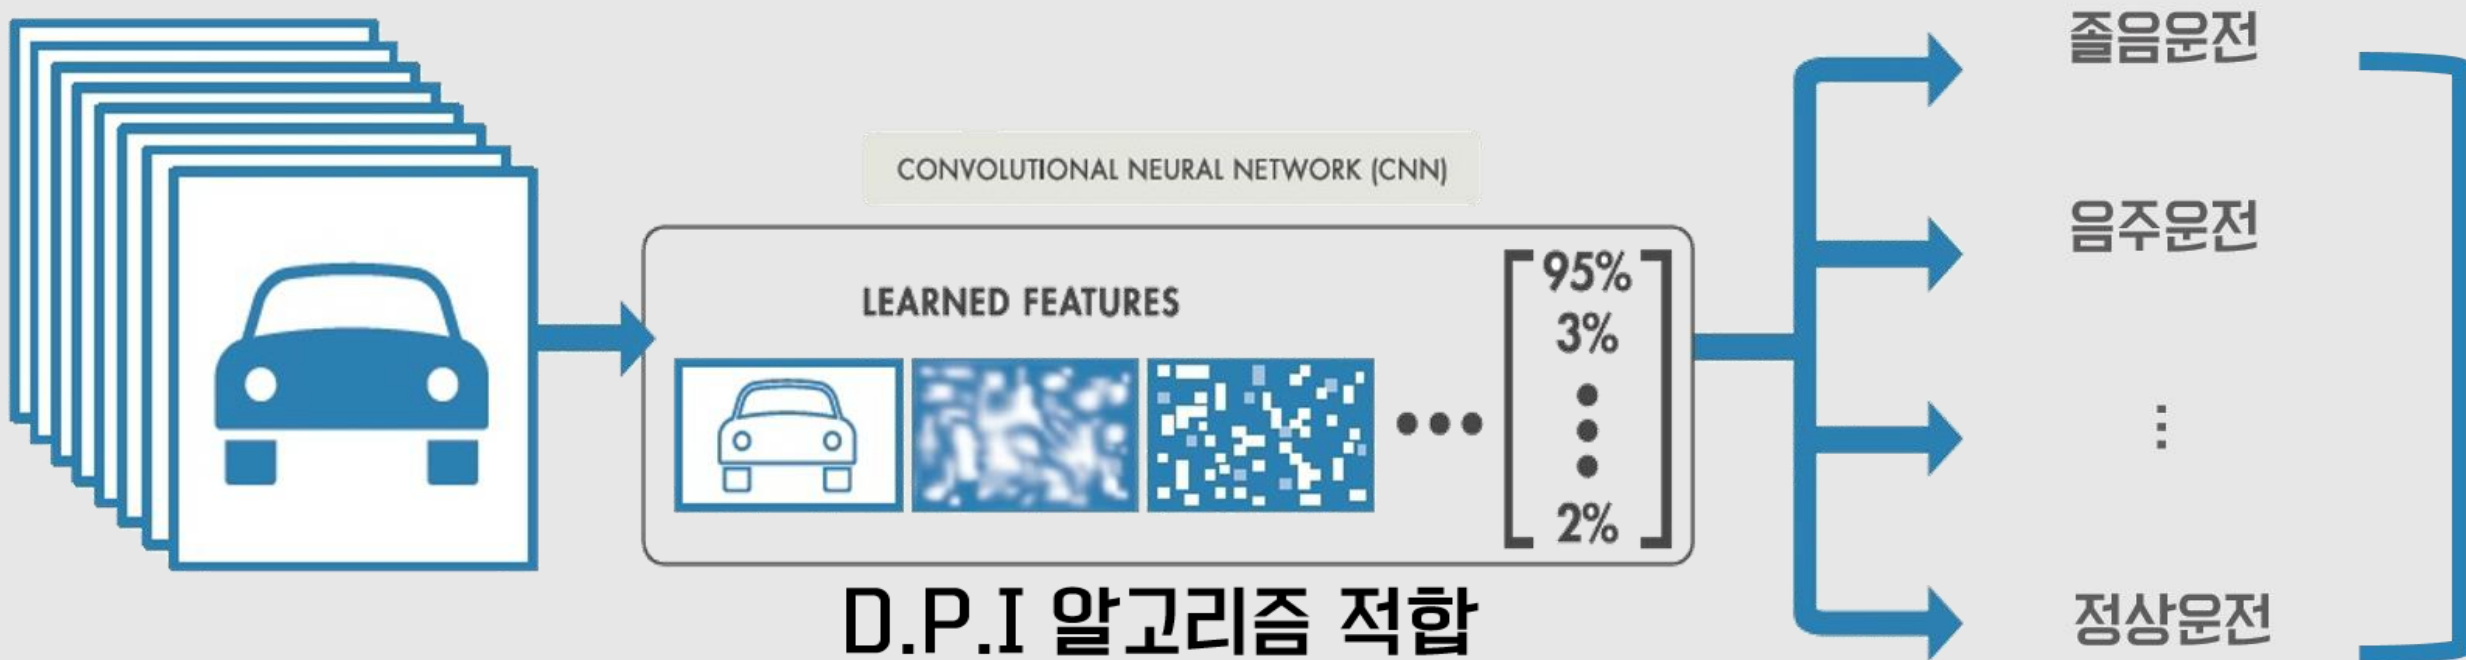 CONVOLUTIONAL NEURAL NETWORK (CNN)
LEARNED FEATURES
95%
3%
2%
D.P.I 알고리즘 적합
졸음운전
음주운전
⋮
정상운전